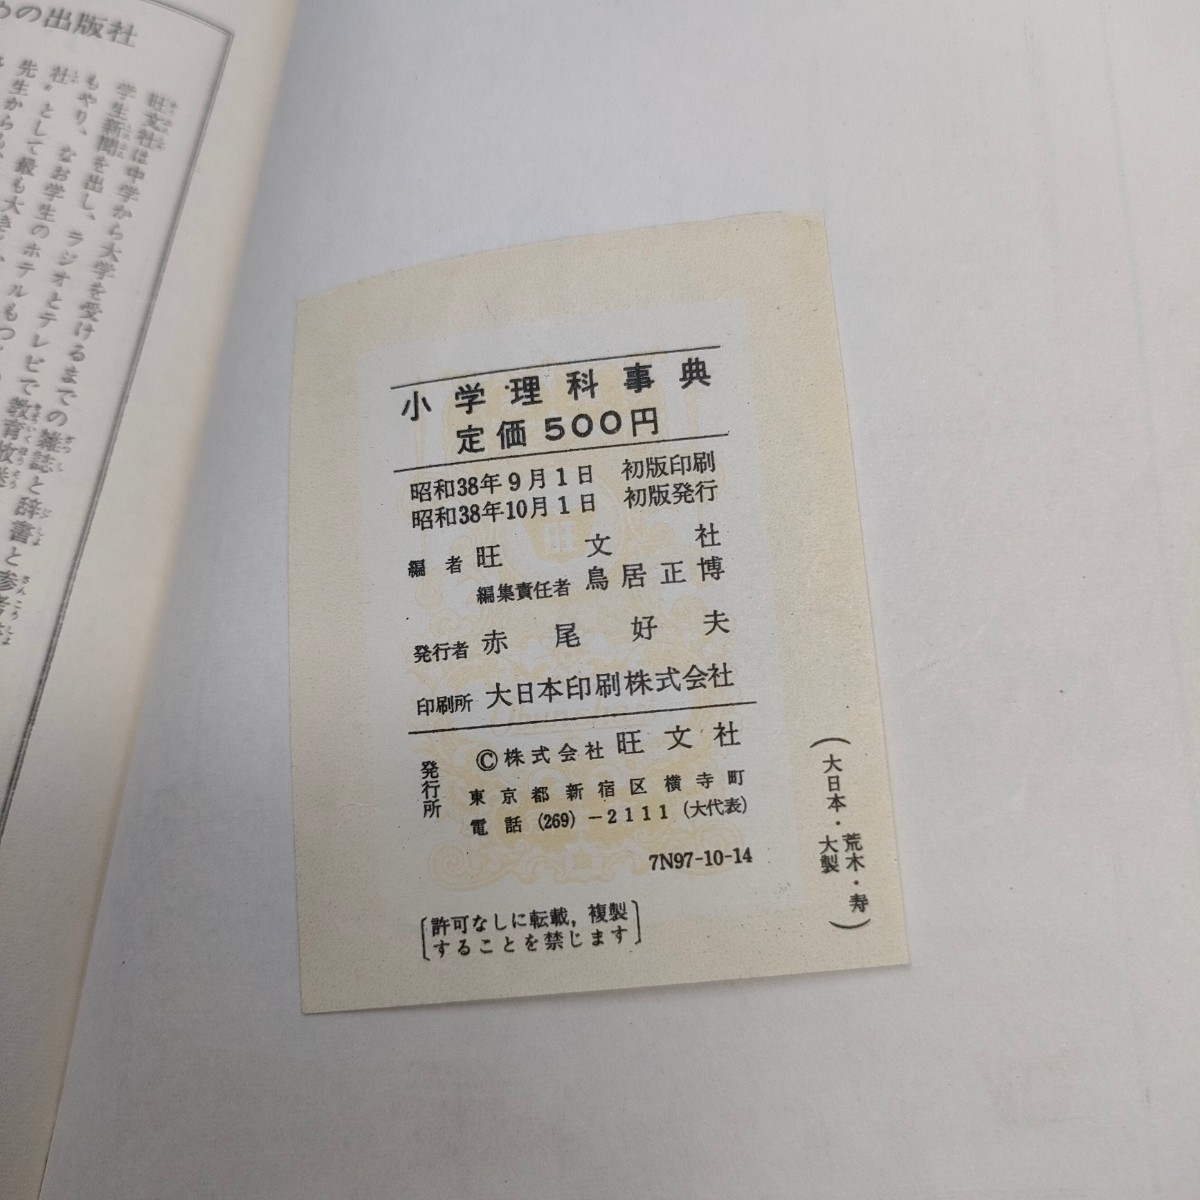 小学理科事典
定価500円
昭和38年9月1日 初版印刷
昭和38年10月1日 初版発行
編者 旺文社
編集責任者 鳥居正博
発行者 赤尾好夫
印刷所 大日本印刷株式会社
発行所
©株式会社旺文社
東京都新宿区横寺町
電話(269)-2111(大代表)
7N97-10-14
〔許可なしに転載,複製
することを禁じます〕
(大日本・荒木・寿
大製)
の出版社
旺文社は中学から大学を受けるまでの雑誌と辞書と参考
学生新聞を出し、ラジオとテレビで教育放送
もやり、なお学生のホテルもつ
社"として最も大き
先生からも、